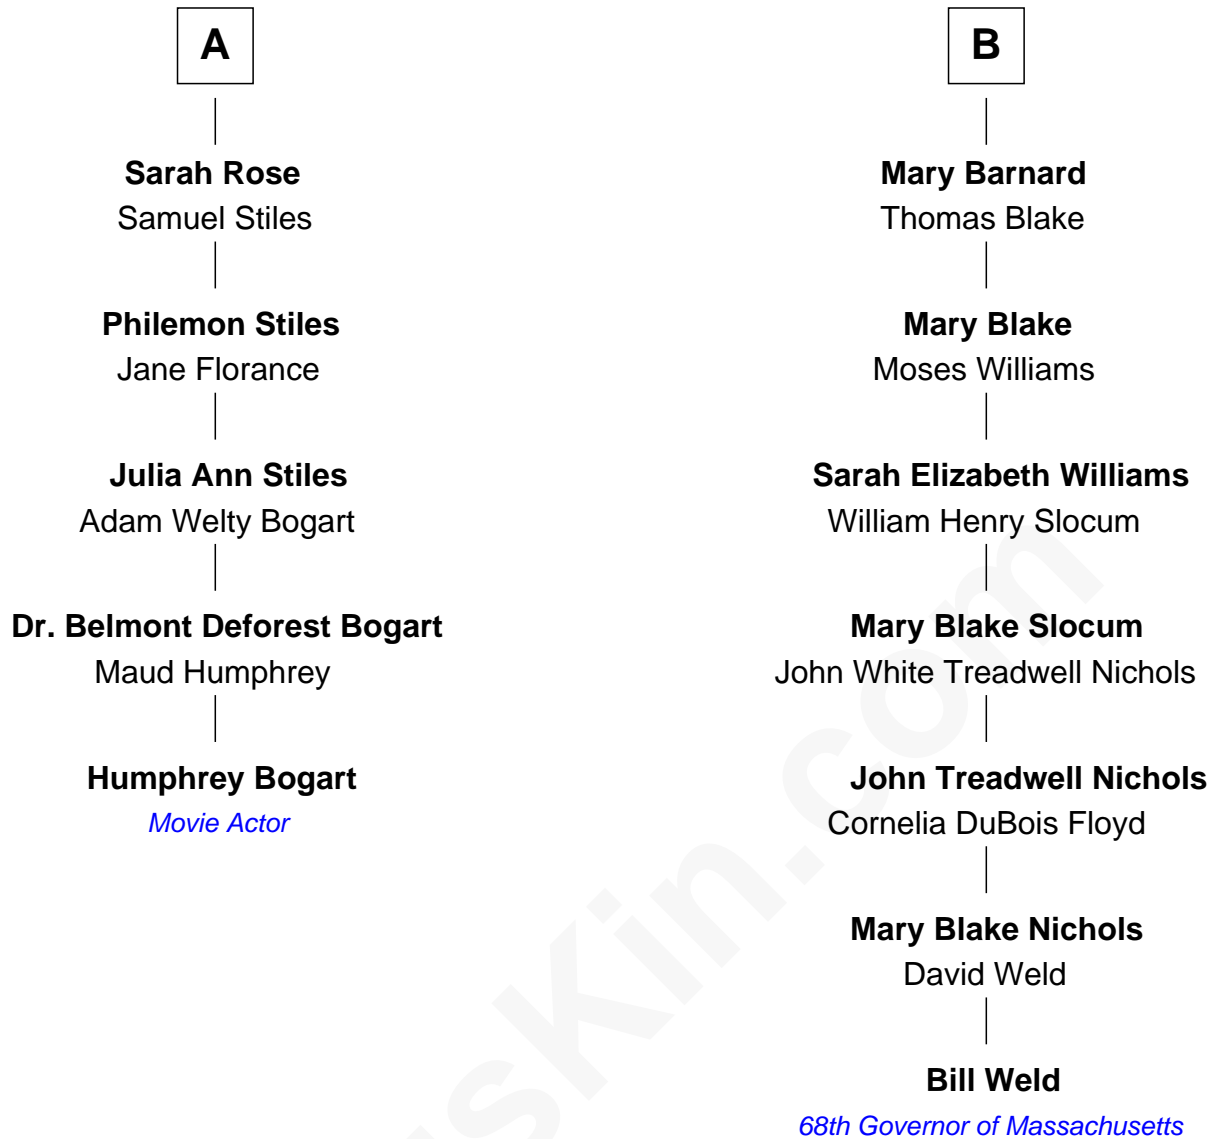 A
Sarah Rose
Samuel Stiles
Philemon Stiles
Jane Florance
Julia Ann Stiles
Adam Welty Bogart
Dr. Belmont Deforest Bogart
Maud Humphrey
Humphrey Bogart
Movie Actor
B
Mary Barnard
Thomas Blake
Mary Blake
Moses Williams
Sarah Elizabeth Williams
William Henry Slocum
Mary Blake Slocum
John White Treadwell Nichols
John Treadwell Nichols
Cornelia DuBois Floyd
Mary Blake Nichols
David Weld
Bill Weld
68th Governor of Massachusetts